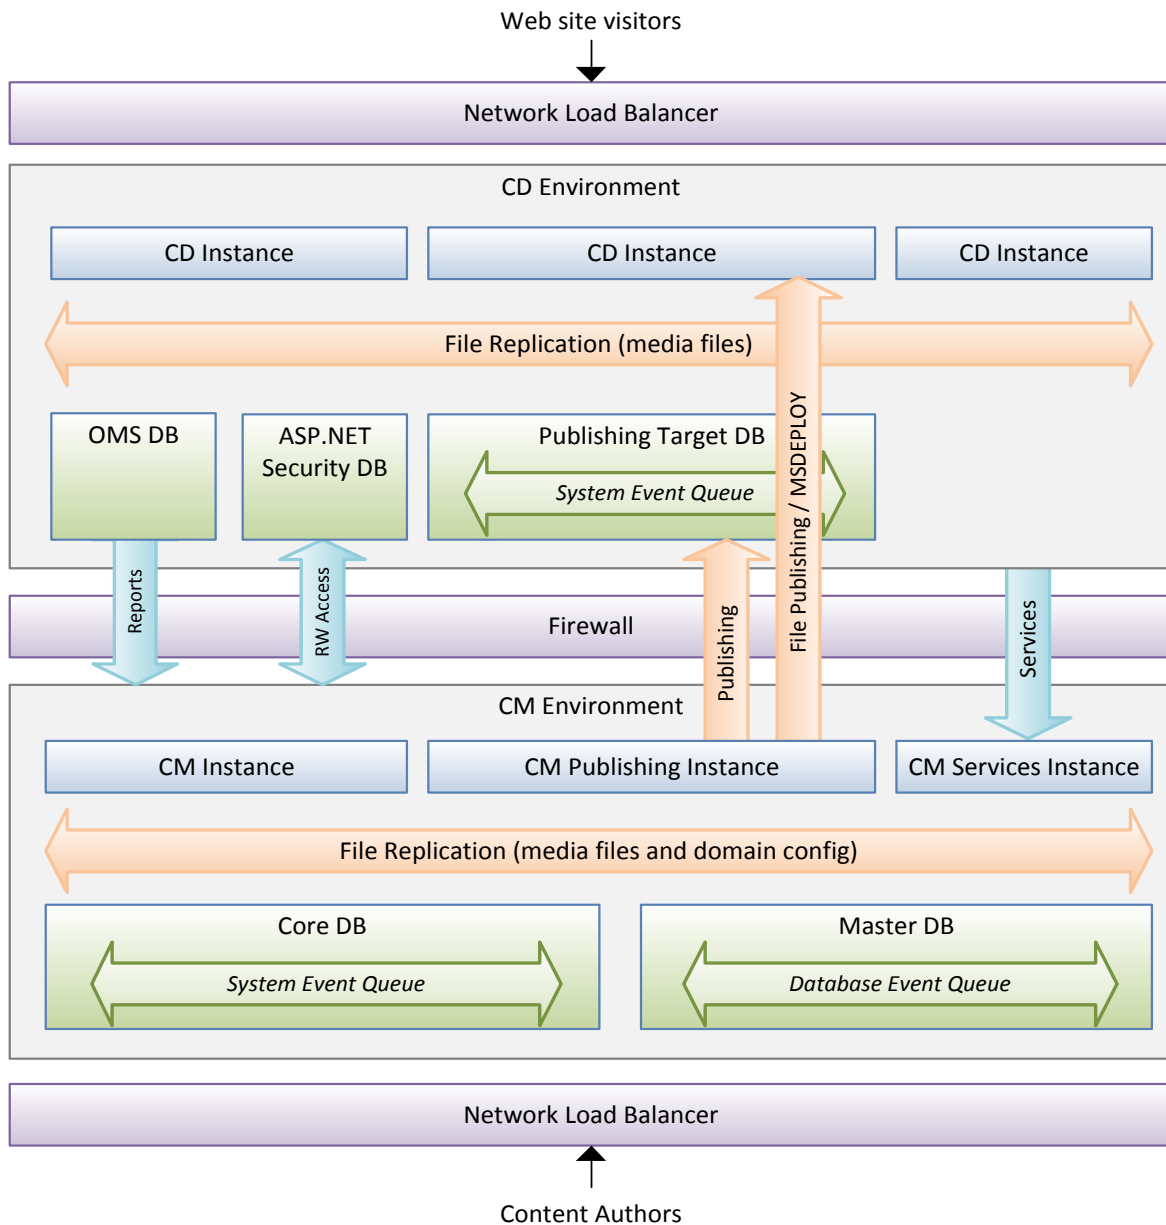 Web site visitors
Network Load Balancer
CD Environment
CD Instance
CD Instance
CD Instance
File Replication (media files)
OMS DB
ASP.NET
Security DB
Publishing Target DB
System Event Queue
File Publishing / MSDEPLOY
Reports
RW Access
Publishing
Services
Firewall
CM Environment
CM Instance
CM Publishing Instance
CM Services Instance
File Replication (media files and domain config)
Core DB
System Event Queue
Master DB
Database Event Queue
Network Load Balancer
Content Authors